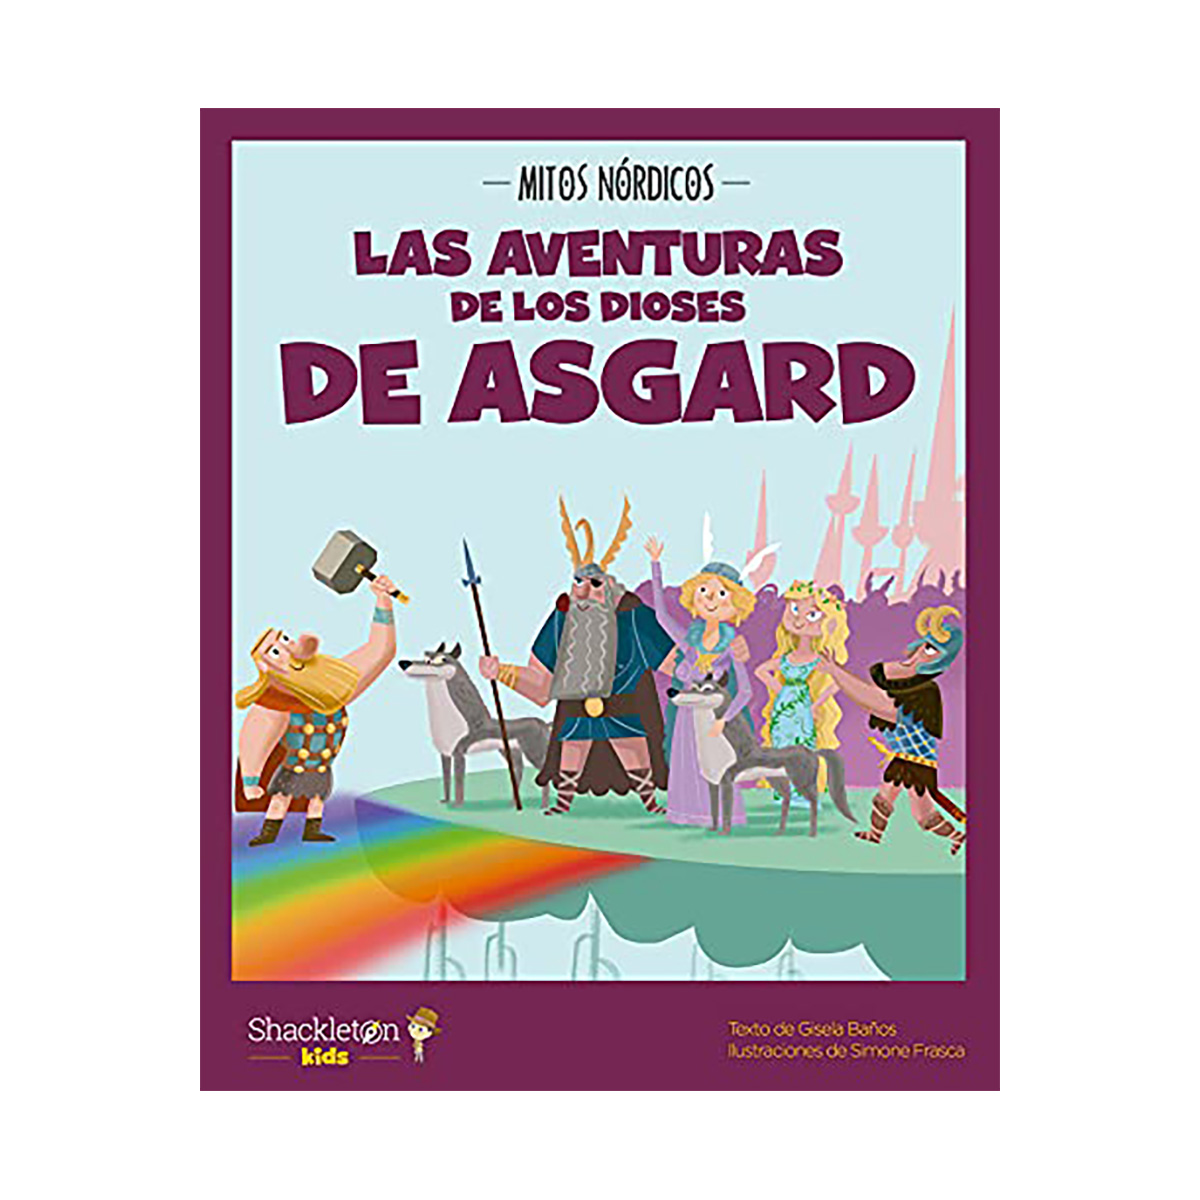 MITOS NÓRDICOS
LAS AVENTURAS
DE LOS DIOSES
DE ASGARD
Shackleton
kids
Texto de Gisela Baños
Ilustraciones de Simone Frasca